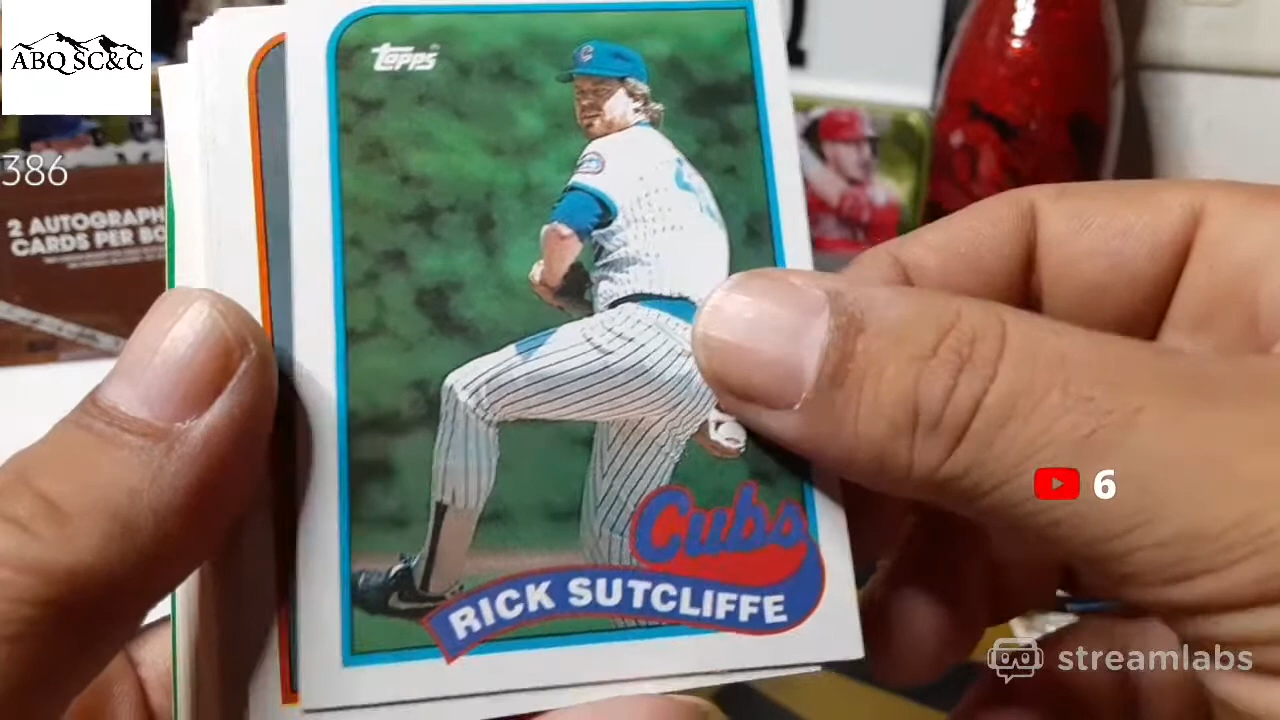 ABQ SC&C
386
2 AUTOGRAPH
CARDS PER BO
topps
C
Cubs
RICK SUTCLIFFE
6
streamlabs